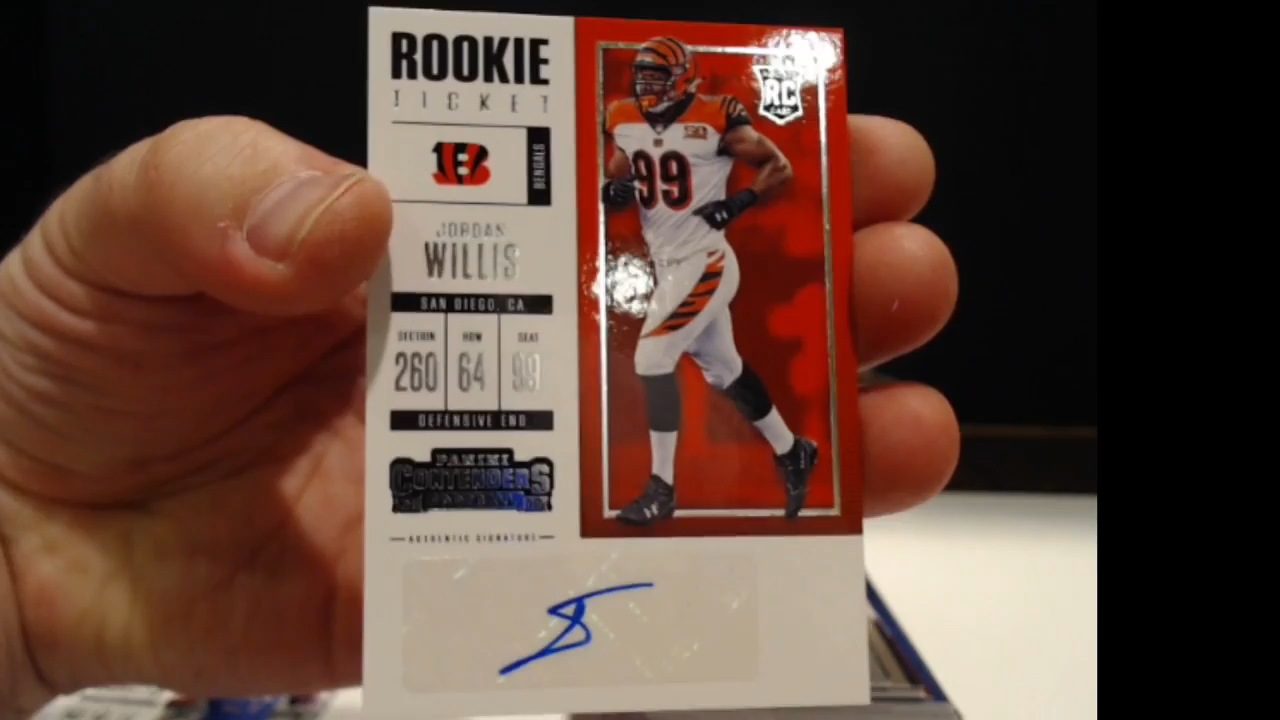 ROOKIE
TICKET
BENGALS
JORDAN
WILLIS
SAN DIEGO, CA
SECTION ROW SEAT
260 64 99
DEFENSIVE END
PANINI
CONTENDERS
AUTHENTIC SIGNATURE
RC
CARD
99